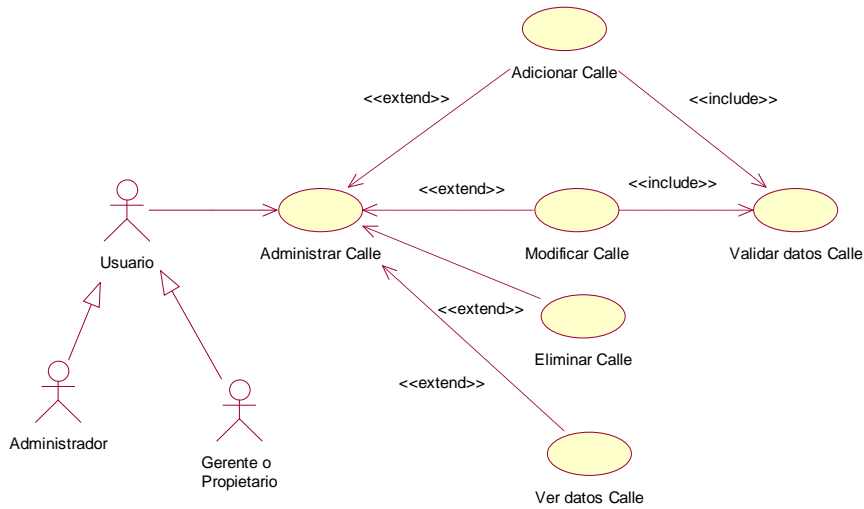 Adicionar Calle
<<extend>>
<<include>>
<<extend>>
<<include>>
Usuario
Administrar Calle
Modificar Calle
Validar datos Calle
<<extend>>
Eliminar Calle
<<extend>>
Administrador
Gerente o
Propietario
Ver datos Calle